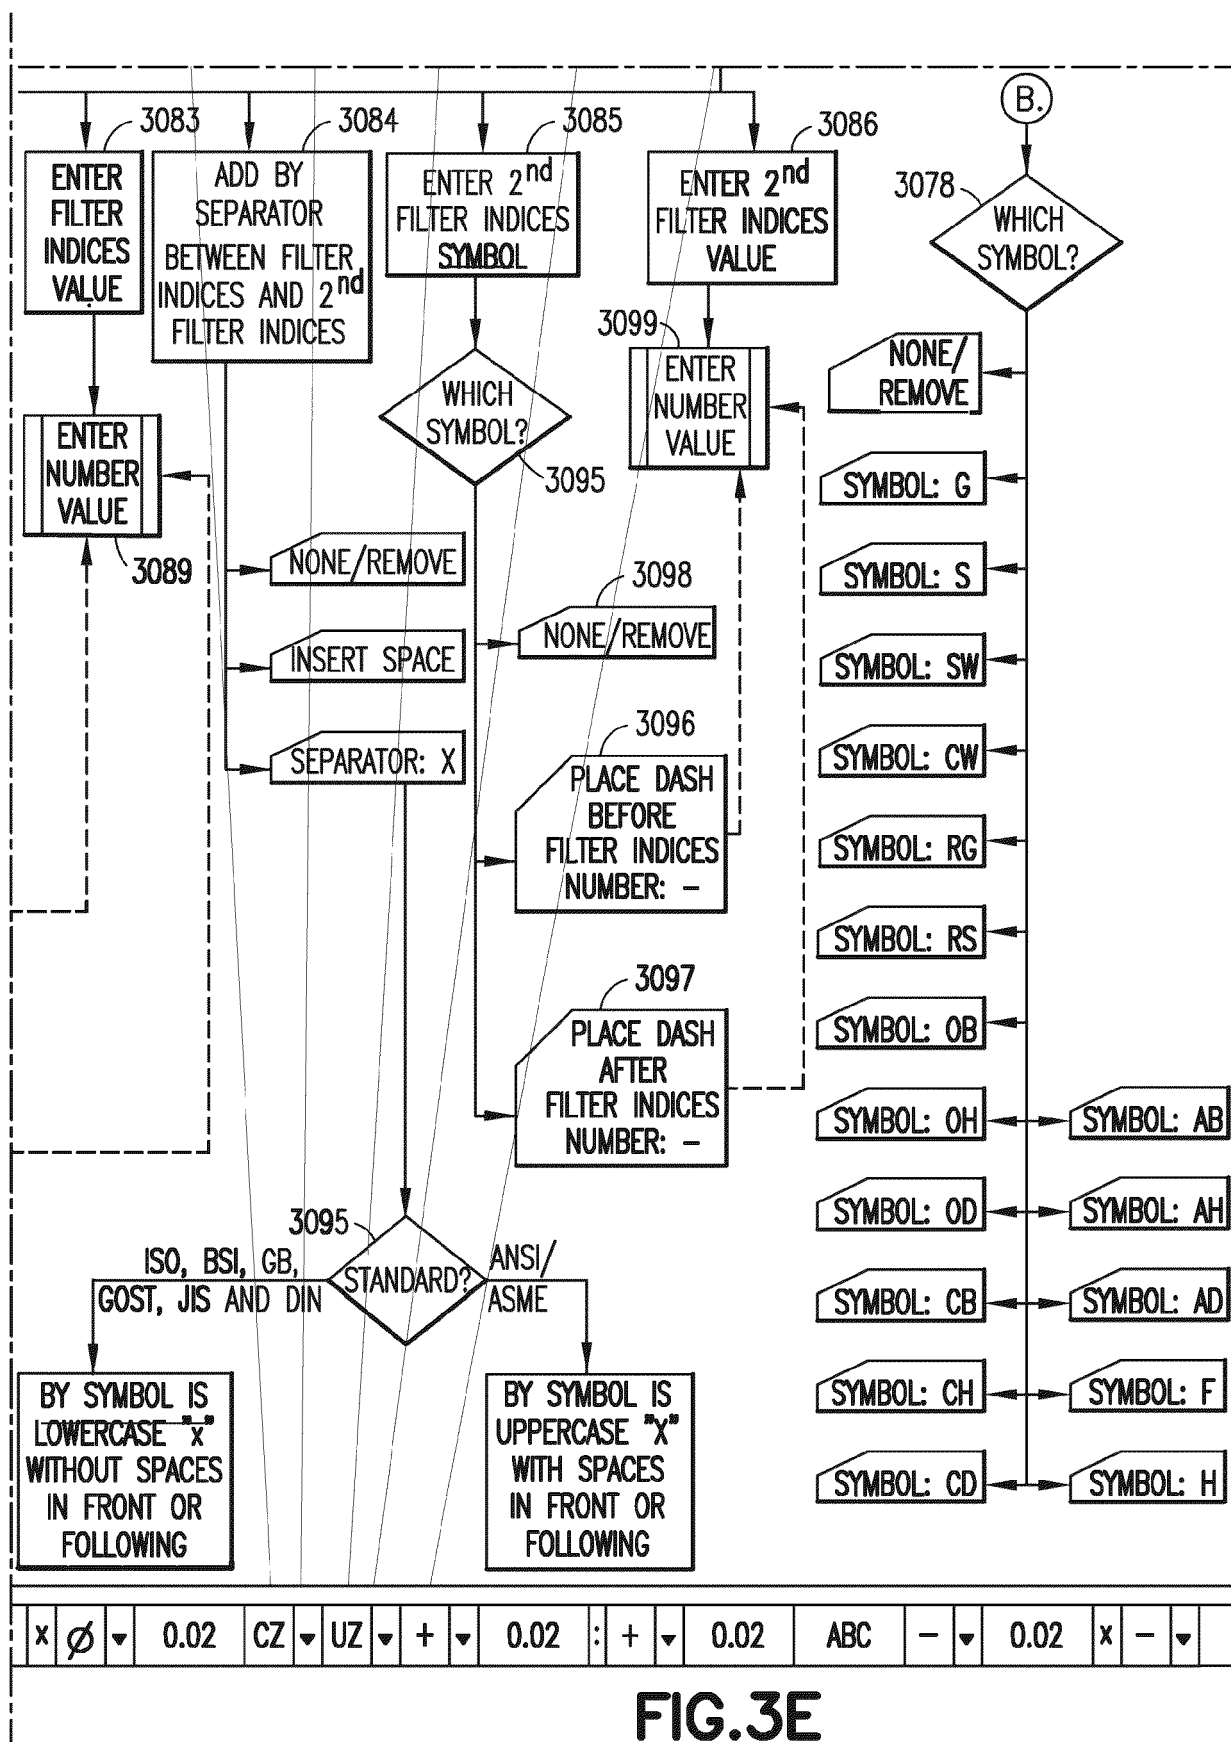 3083
ENTER
FILTER
INDICES
VALUE
3084
ADD BY
SEPARATOR
BETWEEN FILTER
INDICES AND 2nd
FILTER INDICES
3085
ENTER 2nd
FILTER INDICES
SYMBOL
3086
ENTER 2nd
FILTER INDICES
VALUE
B.
3078
WHICH
SYMBOL?
ENTER
NUMBER
VALUE
3089
WHICH
SYMBOL?
3095
3099
ENTER
NUMBER
VALUE
NONE/REMOVE
INSERT SPACE
SEPARATOR: X
3098
NONE/REMOVE
3096
PLACE DASH
BEFORE
FILTER INDICES
NUMBER: –
3097
PLACE DASH
AFTER
FILTER INDICES
NUMBER: –
NONE/
REMOVE
SYMBOL: G
SYMBOL: S
SYMBOL: SW
SYMBOL: CW
SYMBOL: RG
SYMBOL: RS
SYMBOL: OB
SYMBOL: OH
SYMBOL: AB
SYMBOL: OD
SYMBOL: AH
SYMBOL: CB
SYMBOL: AD
SYMBOL: CH
SYMBOL: F
SYMBOL: CD
SYMBOL: H
3095
STANDARD?
ISO, BSI, GB,
GOST, JIS AND DIN
ANSI/
ASME
BY SYMBOL IS
LOWERCASE "x"
WITHOUT SPACES
IN FRONT OR
FOLLOWING
BY SYMBOL IS
UPPERCASE "X"
WITH SPACES
IN FRONT OR
FOLLOWING
x Ø ▼ 0.02 CZ ▼ UZ ▼ + ▼ 0.02 : + ▼ 0.02 ABC – ▼ 0.02 x – ▼
FIG.3E